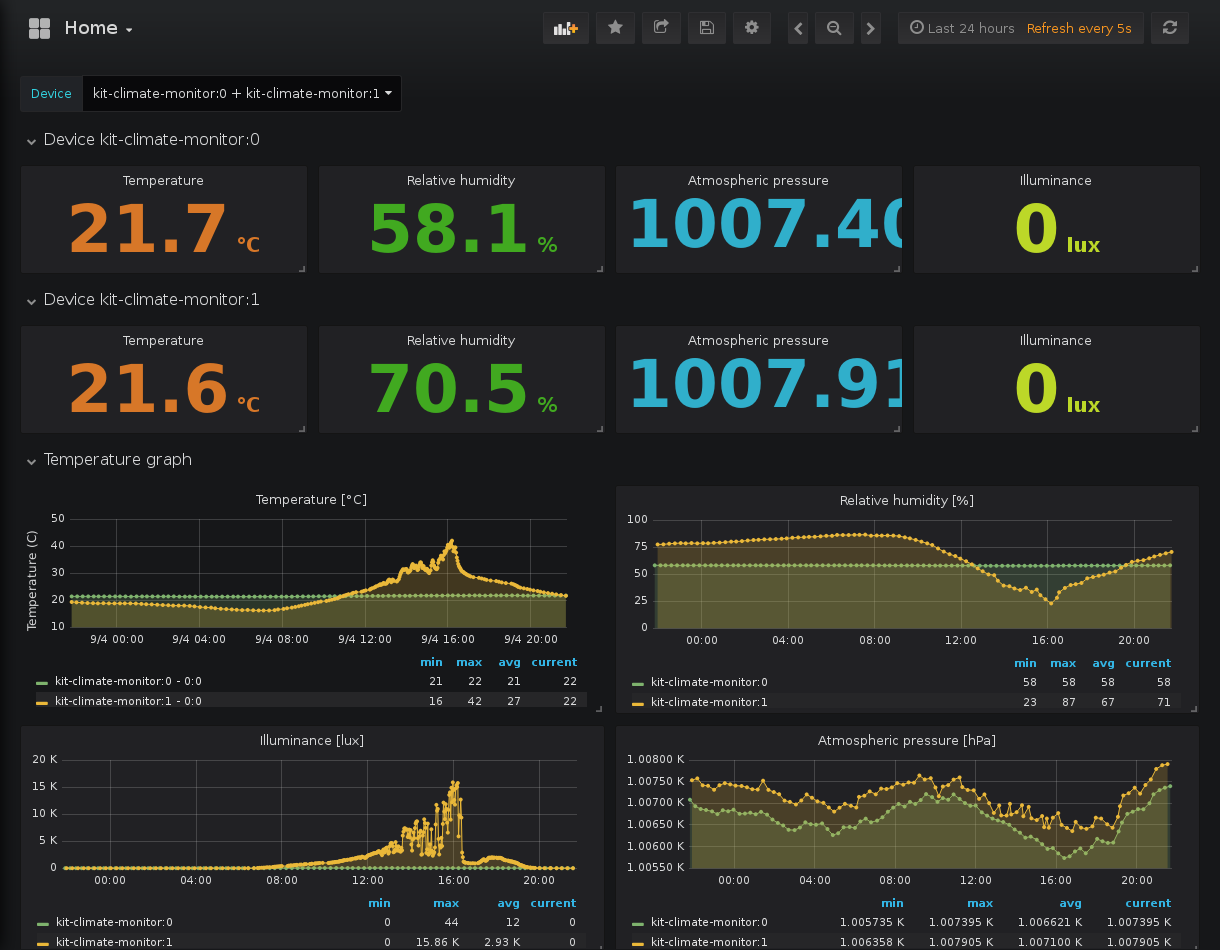 Home
Last 24 hours Refresh every 5s
Device kit-climate-monitor:0 + kit-climate-monitor:1
Device kit-climate-monitor:0
Temperature Relative humidity Atmospheric pressure Illuminance
21.7 °C 58.1 % 1007.40 0 lux
Device kit-climate-monitor:1
Temperature Relative humidity Atmospheric pressure Illuminance
21.6 °C 70.5 % 1007.91 0 lux
Temperature graph
Temperature [°C]
Temperature (C)
50
40
30
20
10
9/4 00:00 9/4 04:00 9/4 08:00 9/4 12:00 9/4 16:00 9/4 20:00
min max avg current
kit-climate-monitor:0 - 0:0 21 22 21 22
kit-climate-monitor:1 - 0:0 16 42 27 22
Relative humidity [%]
100
75
50
25
0
00:00 04:00 08:00 12:00 16:00 20:00
min max avg current
kit-climate-monitor:0 58 58 58 58
kit-climate-monitor:1 23 87 67 71
Illuminance [lux]
20 K
15 K
10 K
5 K
0
00:00 04:00 08:00 12:00 16:00 20:00
min max avg current
kit-climate-monitor:0 0 44 12 0
kit-climate-monitor:1 0 15.86 K 2.93 K 0
Atmospheric pressure [hPa]
1.00800 K
1.00750 K
1.00700 K
1.00650 K
1.00600 K
1.00550 K
00:00 04:00 08:00 12:00 16:00 20:00
min max avg current
kit-climate-monitor:0 1.005735 K 1.007395 K 1.006621 K 1.007395 K
kit-climate-monitor:1 1.006358 K 1.007905 K 1.007100 K 1.007905 K